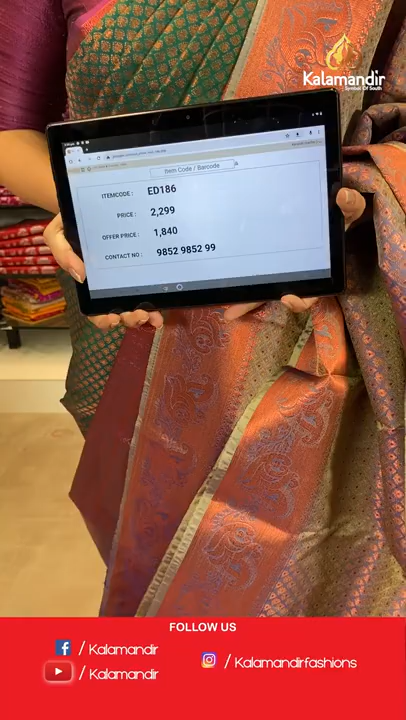 Kalamandir
Symbol Of South
Item Code / Barcode
ITEMCODE : ED186
PRICE : 2,299
OFFER PRICE : 1,840
CONTACT NO : 9852 9852 99
FOLLOW US
/ Kalamandir
/ Kalamandir
/ Kalamandirfashions